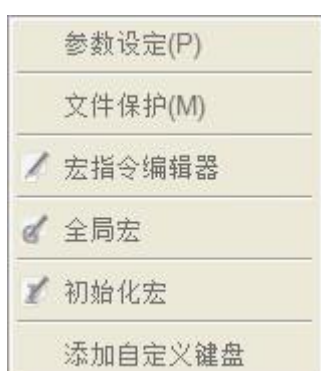 参数设定(P)
文件保护(M)
宏指令编辑器
全局宏
初始化宏
添加自定义键盘